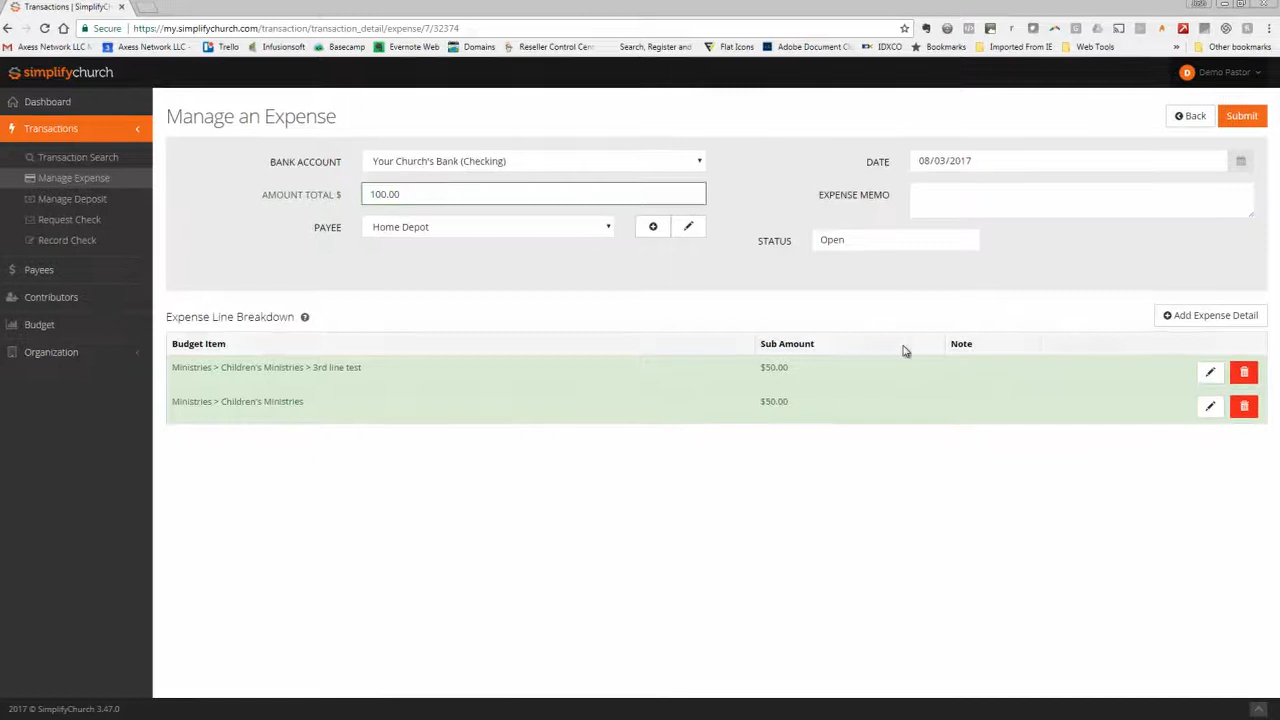 Transactions | SimplifyCh
Secure https://my.simplifychurch.com/transaction/transaction_detail/expense/7/32374
Axess Network LLC - Axess Network LLC Trello Infusionsoft Basecamp Evernote Web Domains Reseller Control Cen Search, Register and Flat Icons Adobe Document Cl IDXCO Bookmarks Imported From IE Web Tools » Other bookmarks
simplifychurch
D Demo Pastor
Dashboard
Transactions
Transaction Search
Manage Expense
Manage Deposit
Request Check
Record Check
Payees
Contributors
Budget
Organization
Manage an Expense
Back
Submit
BANK ACCOUNT Your Church's Bank (Checking)
DATE 08/03/2017
AMOUNT TOTAL $ 100.00
EXPENSE MEMO
PAYEE Home Depot
STATUS Open
Expense Line Breakdown ?
Add Expense Detail
Budget Item Sub Amount Note
Ministries > Children's Ministries > 3rd line test $50.00
Ministries > Children's Ministries $50.00
2017 © SimplifyChurch 3.47.0